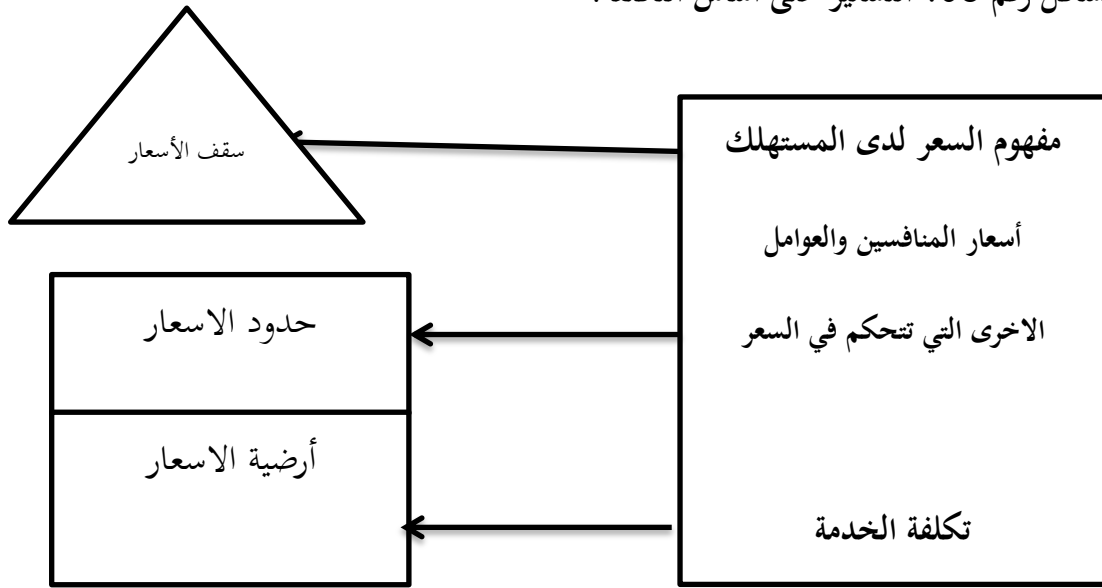 مفهوم السعر لدى المستهلك
سقف الأسعار
أسعار المنافسين والعوامل
الاخرى التي تتحكم في السعر
حدود الاسعار
أرضية الاسعار
تكلفة الخدمة